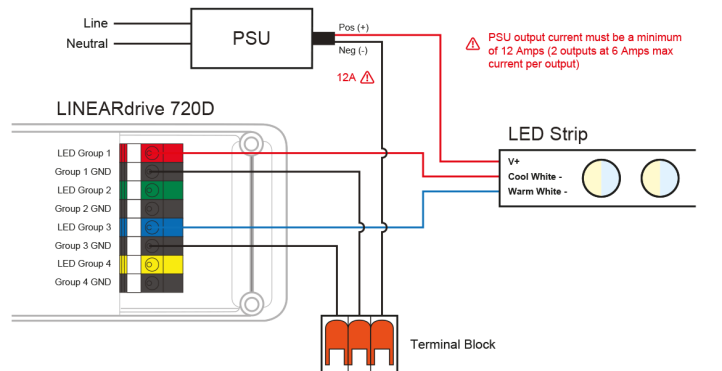 Line
Neutral
PSU
Pos (+)
Neg (-)
12A
PSU output current must be a minimum
of 12 Amps (2 outputs at 6 Amps max
current per output)
LINEARdrive 720D
LED Group 1
Group 1 GND
LED Group 2
Group 2 GND
LED Group 3
Group 3 GND
LED Group 4
Group 4 GND
LED Strip
V+
Cool White -
Warm White -
Terminal Block